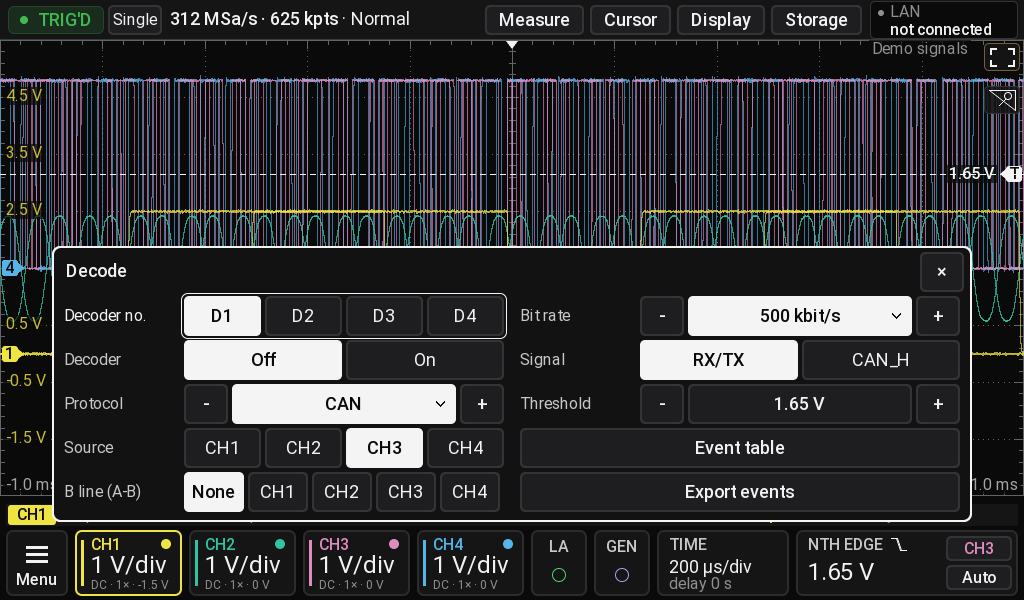 TRIG'D Single 312 MSa/s · 625 kpts · Normal Measure Cursor Display Storage LAN
not connected
Demo signals
4.5 V
3.5 V
1.65 V T
2.5 V
4
0.5 V
1
-0.5 V
-1.5 V
-1.0 ms 1.0 ms
Decode ×
Decoder no. D1 D2 D3 D4 Bit rate - 500 kbit/s +
Decoder Off On Signal RX/TX CAN_H
Protocol - CAN + Threshold - 1.65 V +
Source CH1 CH2 CH3 CH4 Event table
B line (A-B) None CH1 CH2 CH3 CH4 Export events
CH1
Menu
CH1
1 V/div
DC · 1× · -1.5 V
CH2
1 V/div
DC · 1× · 0 V
CH3
1 V/div
DC · 1× · 0 V
CH4
1 V/div
DC · 1× · 0 V
LA
GEN
TIME
200 µs/div
delay 0 s
NTH EDGE
1.65 V
CH3
Auto